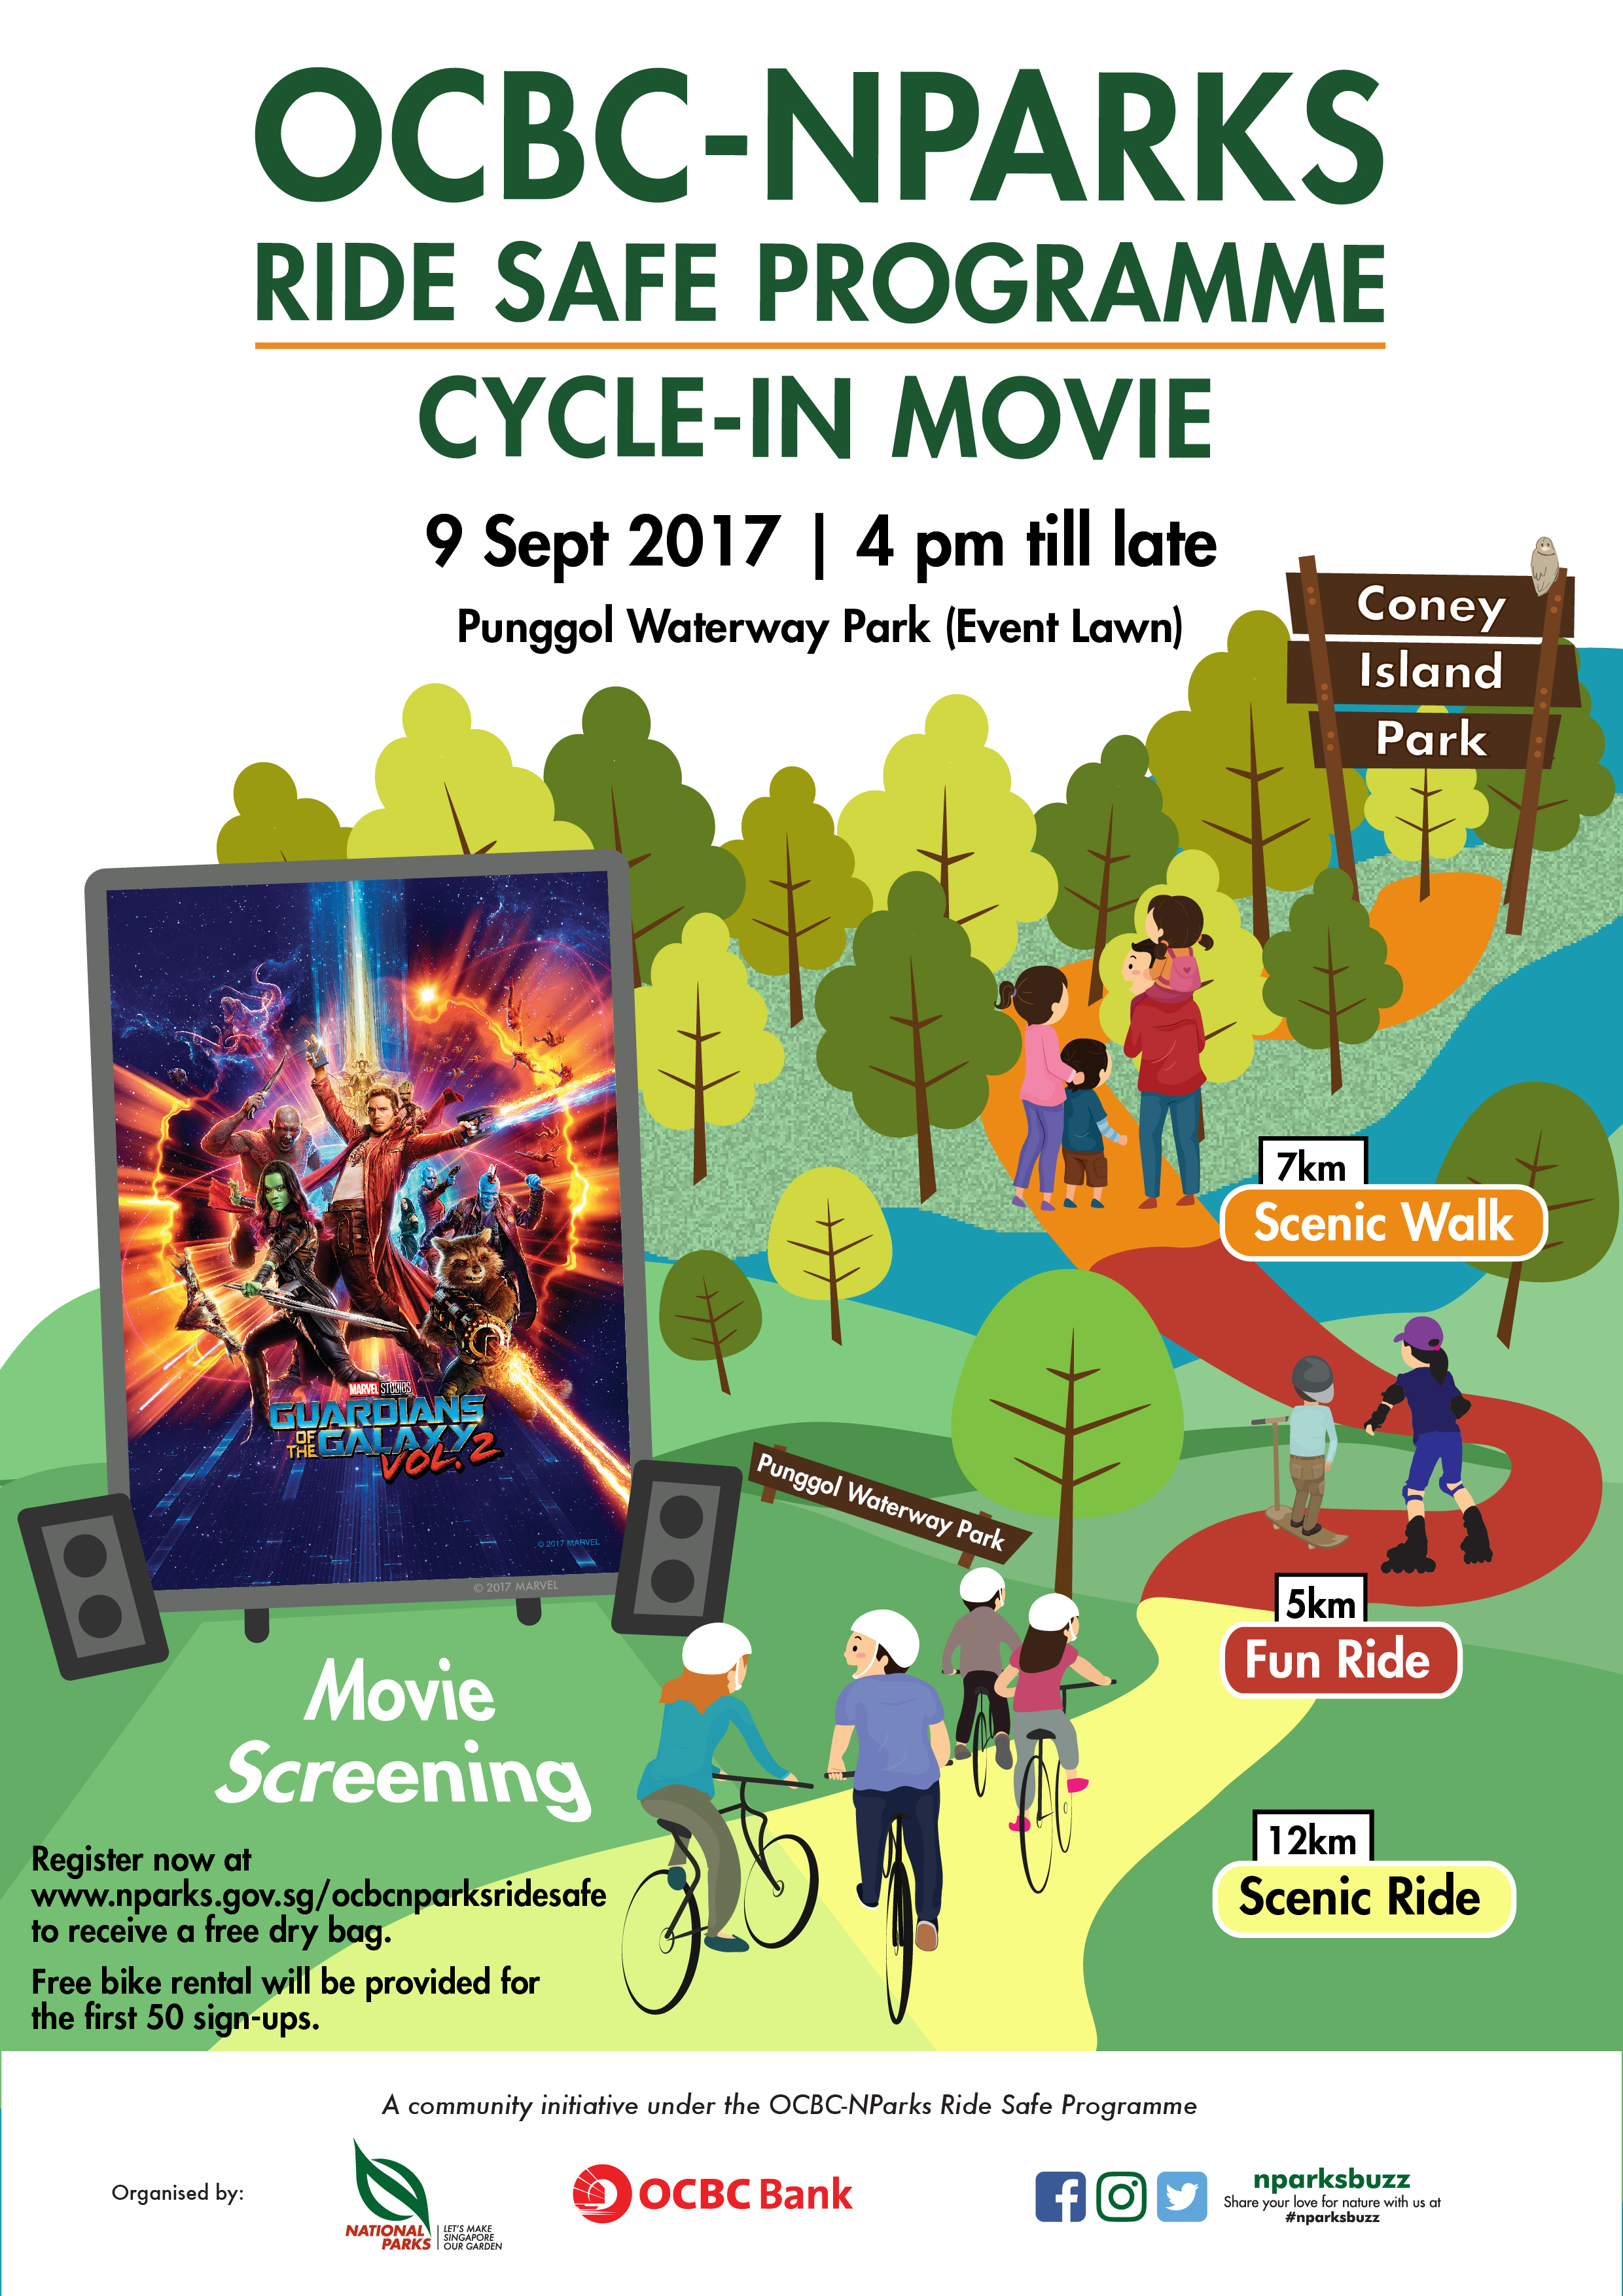 OCBC-NPARKS
RIDE SAFE PROGRAMME
CYCLE-IN MOVIE
9 Sept 2017 | 4 pm till late
Punggol Waterway Park (Event Lawn)
Coney
Island
Park
7km
Scenic Walk
MARVEL STUDIOS
GUARDIANS
OF THE GALAXY
VOL. 2
© 2017 MARVEL
© 2017 MARVEL
Punggol Waterway Park
5km
Fun Ride
Movie
Screening
12km
Scenic Ride
Register now at
www.nparks.gov.sg/ocbcnparksridesafe
to receive a free dry bag.
Free bike rental will be provided for
the first 50 sign-ups.
A community initiative under the OCBC-NParks Ride Safe Programme
Organised by:
NATIONAL
PARKS
LET'S MAKE
SINGAPORE
OUR GARDEN
OCBC Bank
nparksbuzz
Share your love for nature with us at
#nparksbuzz